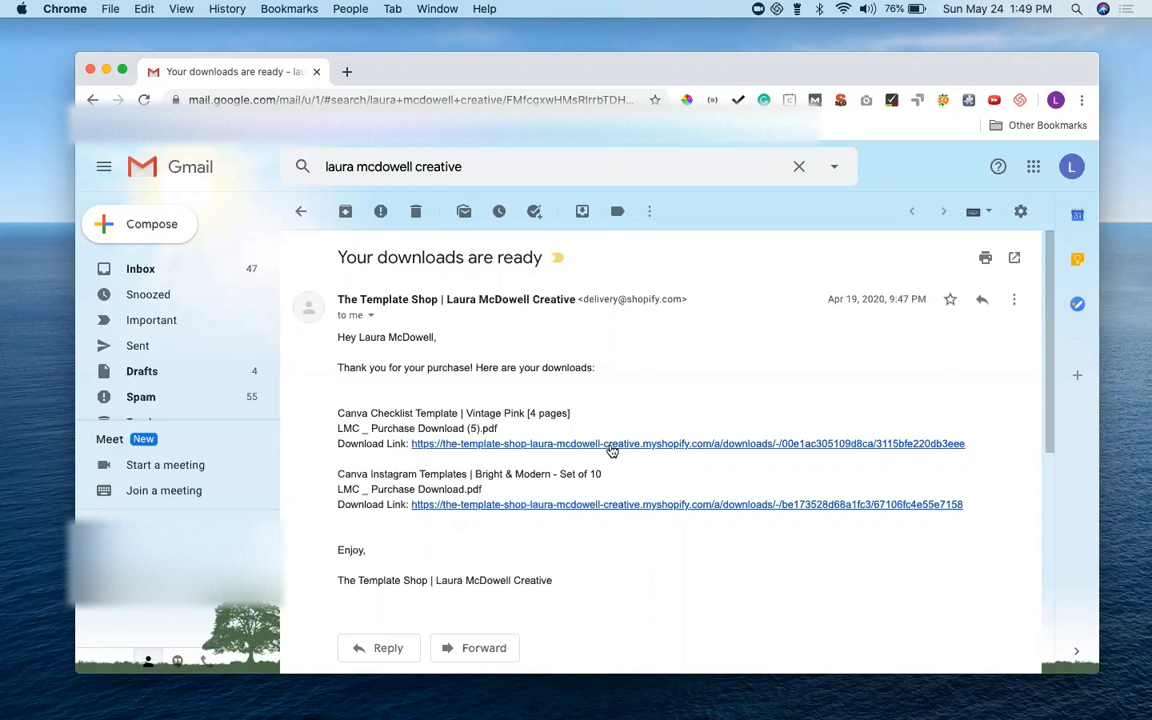 Chrome File Edit View History Bookmarks People Tab Window Help 76% Sun May 24 1:49 PM
Your downloads are ready - lau
mail.google.com/mail/u/1/#search/laura+mcdowell+creative/FMfcgxwHMsRlrrbTDH... L
Other Bookmarks
Gmail laura mcdowell creative L
Compose
Inbox 47
Snoozed
Important
Sent
Drafts 4
Spam 55
Meet New
Start a meeting
Join a meeting
31
Your downloads are ready
The Template Shop | Laura McDowell Creative <delivery@shopify.com> Apr 19, 2020, 9:47 PM
to me
Hey Laura McDowell,
Thank you for your purchase! Here are your downloads:
Canva Checklist Template | Vintage Pink [4 pages]
LMC _ Purchase Download (5).pdf
Download Link: https://the-template-shop-laura-mcdowell-creative.myshopify.com/a/downloads/-/00e1ac305109d8ca/3115bfe220db3eee
Canva Instagram Templates | Bright & Modern - Set of 10
LMC _ Purchase Download.pdf
Download Link: https://the-template-shop-laura-mcdowell-creative.myshopify.com/a/downloads/-/be173528d68a1fc3/67106fc4e55e7158
Enjoy,
The Template Shop | Laura McDowell Creative
Reply Forward